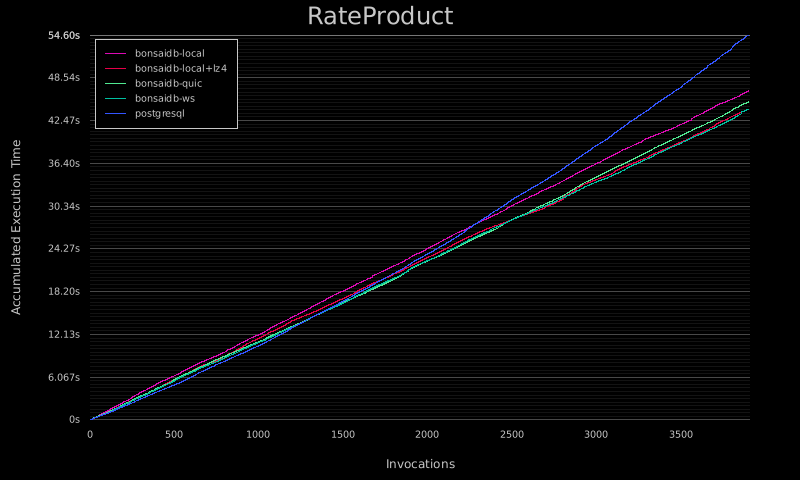 RateProduct
54.60s
48.54s
42.47s
36.40s
30.34s
24.27s
18.20s
12.13s
6.067s
0s
bonsaidb-local
bonsaidb-local+lz4
bonsaidb-quic
bonsaidb-ws
postgresql
Accumulated Execution Time
0 500 1000 1500 2000 2500 3000 3500
Invocations